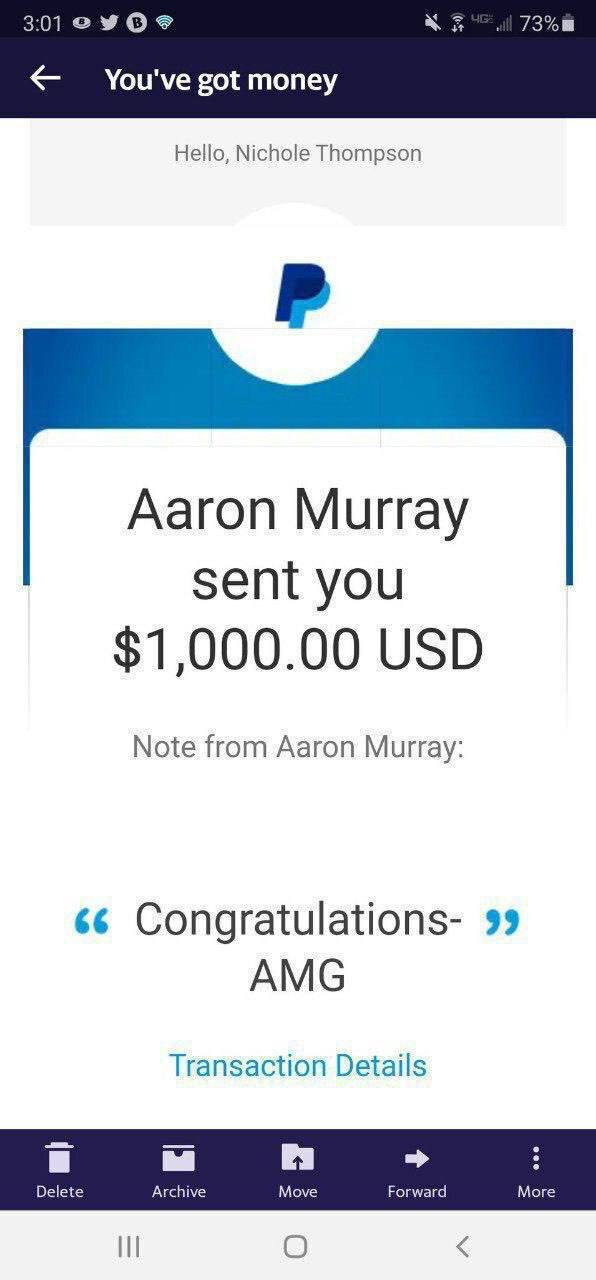 3:01 4GE 73%
You've got money
Hello, Nichole Thompson
Aaron Murray
sent you
$1,000.00 USD
Note from Aaron Murray:
“ Congratulations- ”
AMG
Transaction Details
Delete Archive Move Forward More